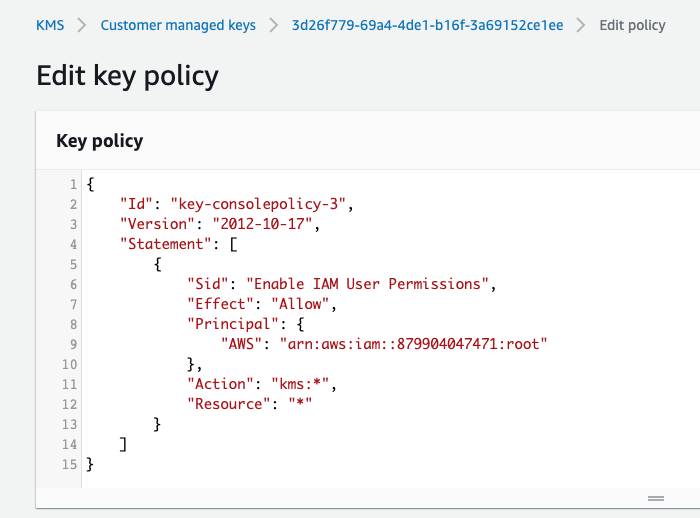 KMS > Customer managed keys > 3d26f779-69a4-4de1-b16f-3a69152ce1ee > Edit policy
Edit key policy
Key policy
1 {
2     "Id": "key-consolepolicy-3",
3     "Version": "2012-10-17",
4     "Statement": [
5         {
6             "Sid": "Enable IAM User Permissions",
7             "Effect": "Allow",
8             "Principal": {
9                 "AWS": "arn:aws:iam::879904047471:root"
10             },
11             "Action": "kms:*",
12             "Resource": "*"
13         }
14     ]
15 }